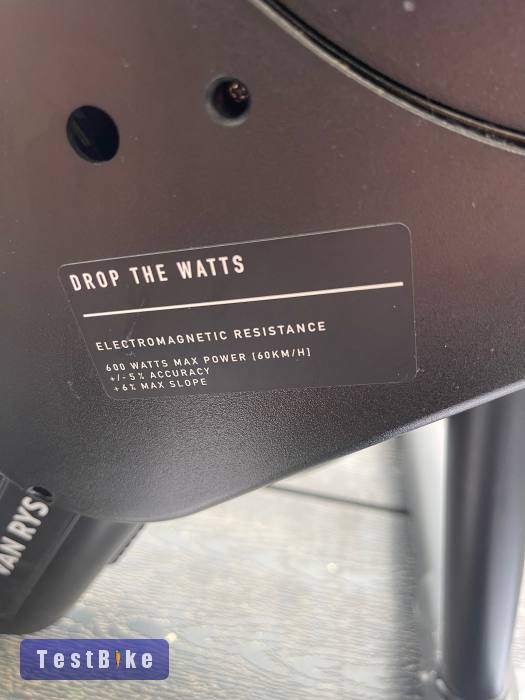 DROP THE WATTS
ELECTROMAGNETIC RESISTANCE
600 WATTS MAX POWER [60KM/H]
+/-5% ACCURACY
+6% MAX SLOPE
VAN RYS
TestBike